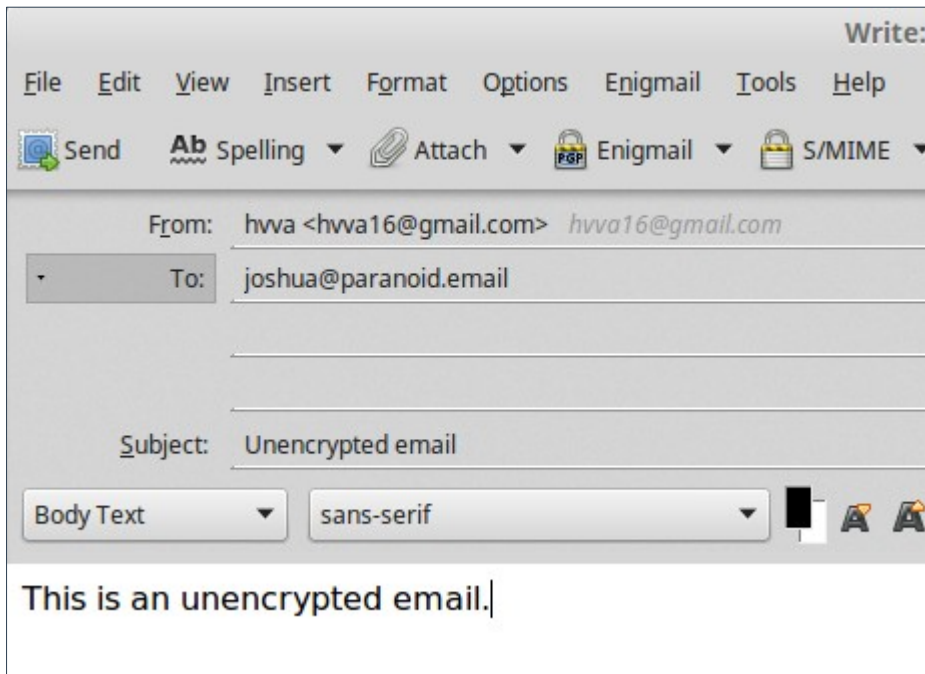 Write:
File Edit View Insert Format Options Enigmail Tools Help
Send Ab Spelling Attach PGP Enigmail S/MIME
From: hvva <hvva16@gmail.com> hvva16@gmail.com
To: joshua@paranoid.email
Subject: Unencrypted email
Body Text sans-serif A A
This is an unencrypted email.